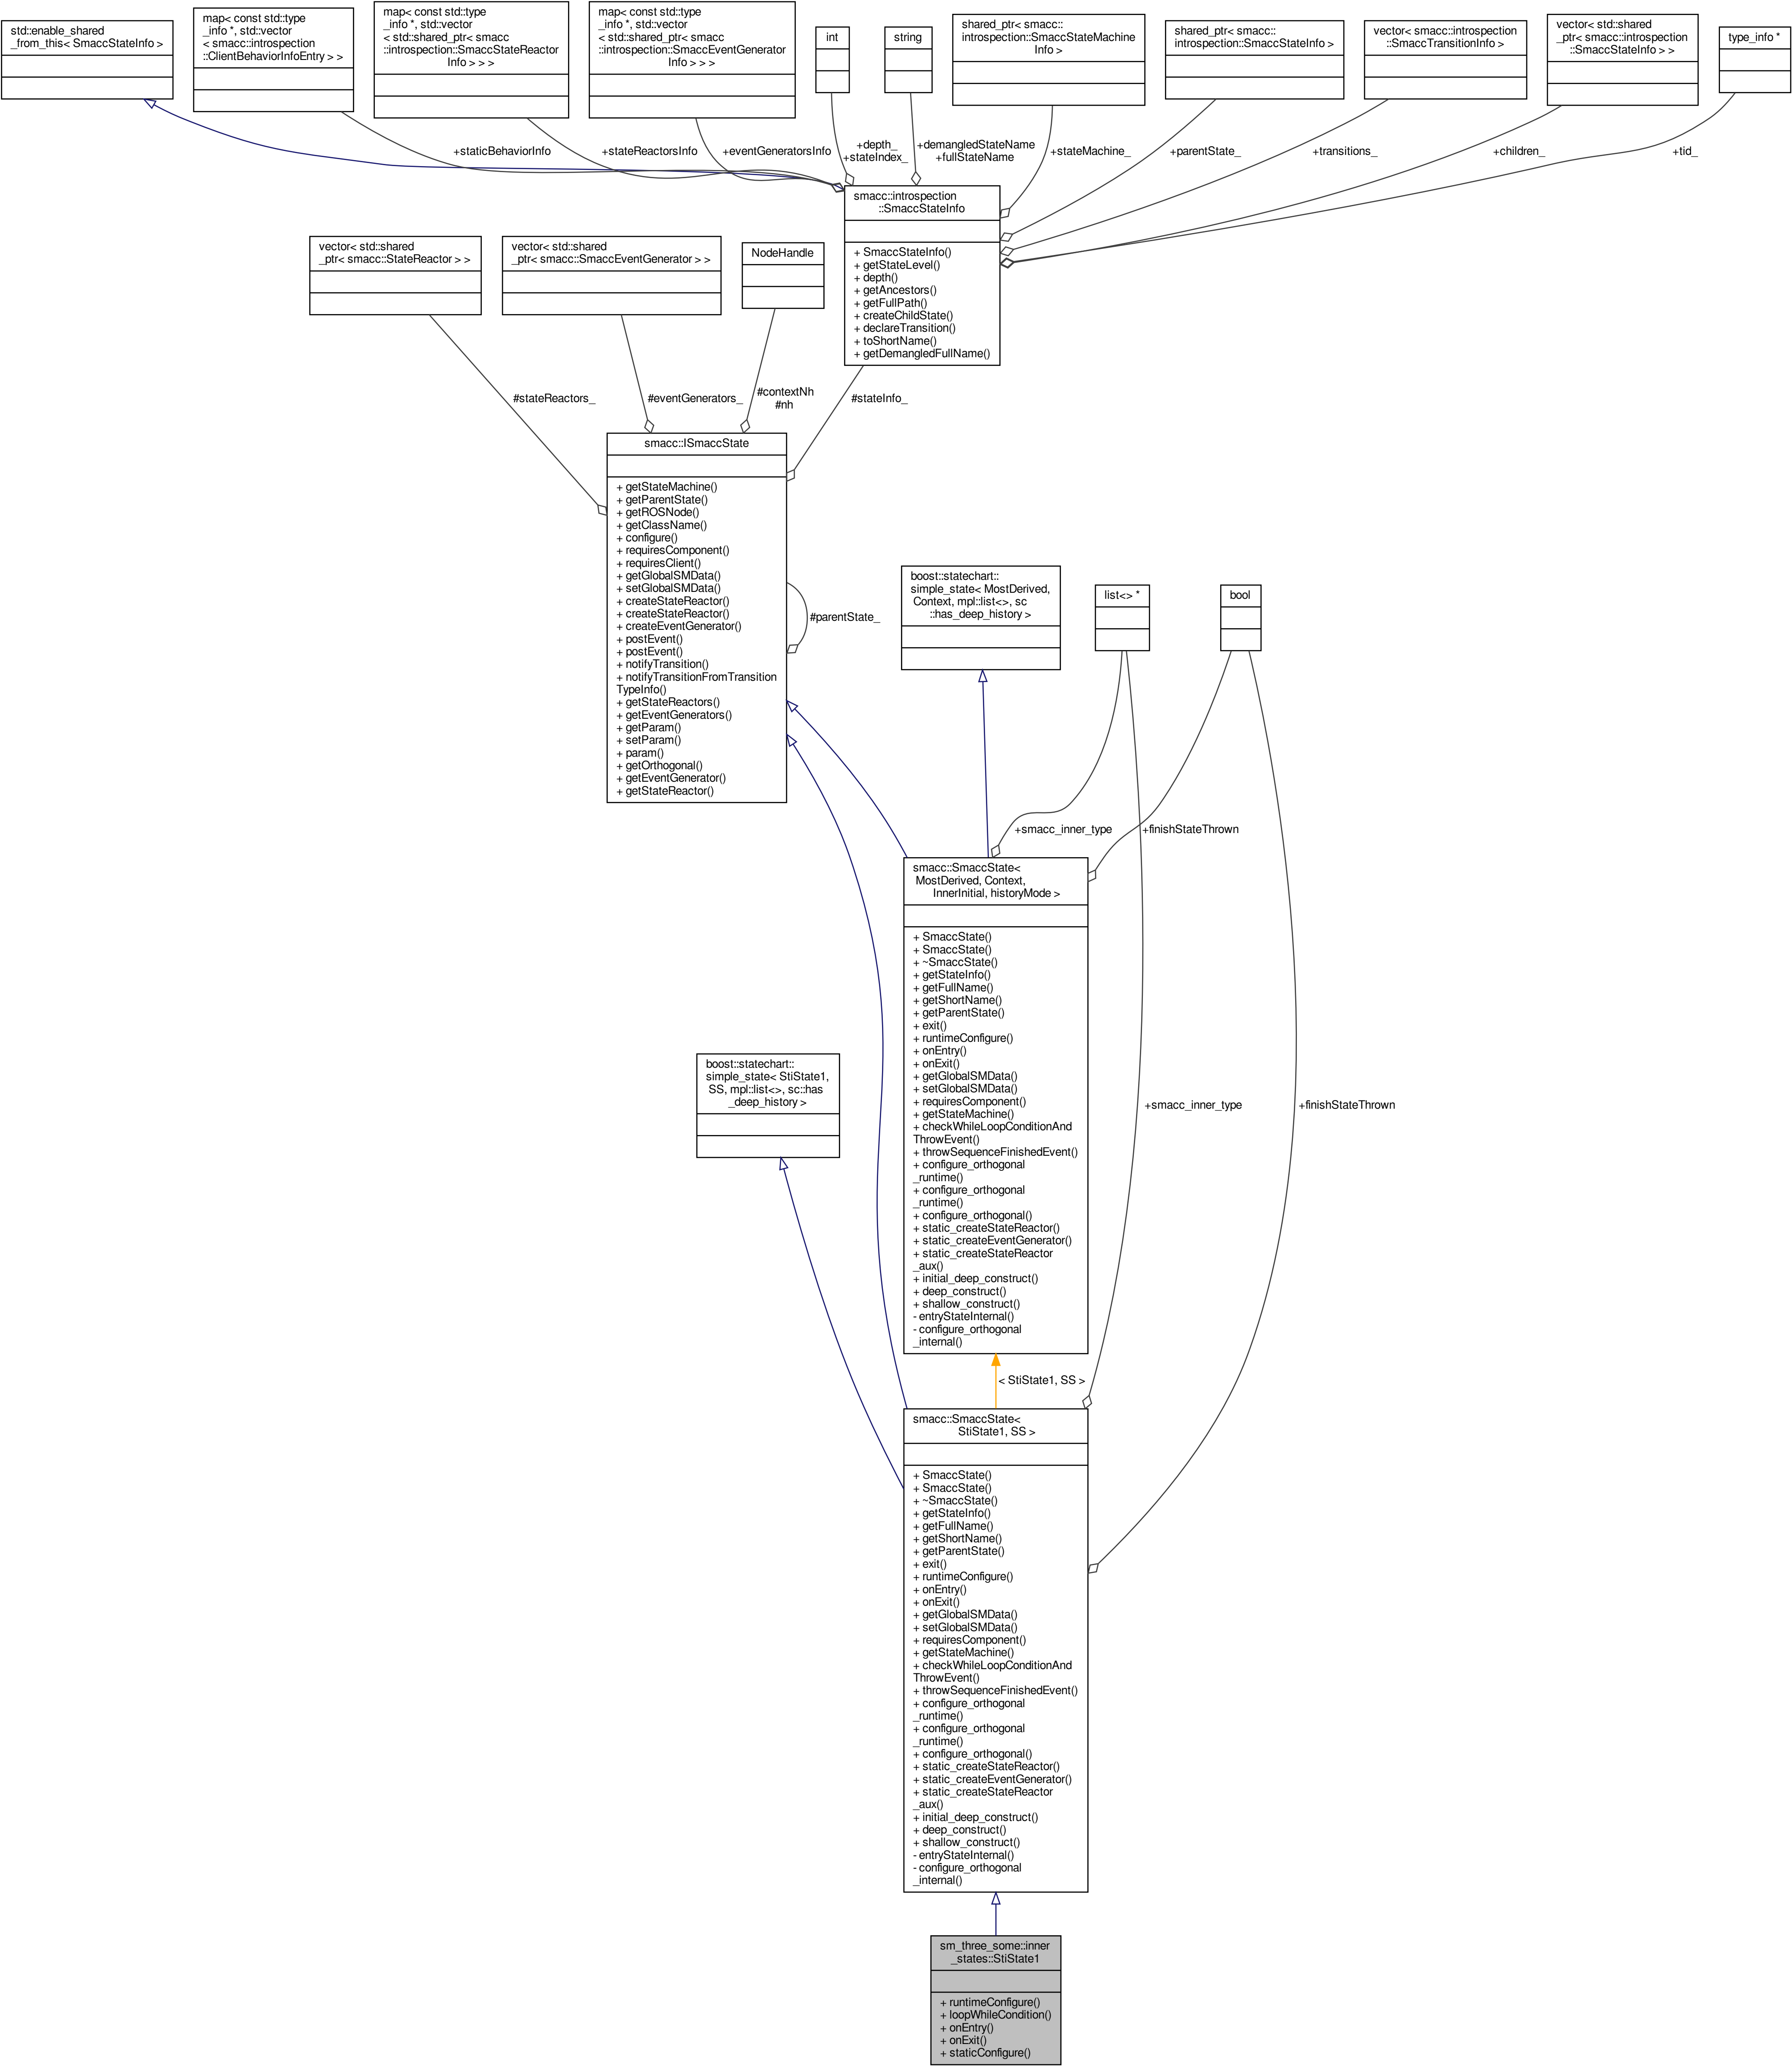 std::enable_shared
_from_this< SmaccStateInfo >
map< const std::type
_info *, std::vector
< smacc::introspection
::ClientBehaviorInfoEntry > >
map< const std::type
_info *, std::vector
< std::shared_ptr< smacc
::introspection::SmaccStateReactor
Info > > >
map< const std::type
_info *, std::vector
< std::shared_ptr< smacc
::introspection::SmaccEventGenerator
Info > > >
int
string
shared_ptr< smacc::
introspection::SmaccStateMachine
Info >
shared_ptr< smacc::
introspection::SmaccStateInfo >
vector< smacc::introspection
::SmaccTransitionInfo >
vector< std::shared
_ptr< smacc::introspection
::SmaccStateInfo > >
type_info *
+staticBehaviorInfo
+stateReactorsInfo
+eventGeneratorsInfo
+depth_
+stateIndex_
+demangledStateName
+fullStateName
+stateMachine_
+parentState_
+transitions_
+children_
+tid_
smacc::introspection
::SmaccStateInfo
+ SmaccStateInfo()
+ getStateLevel()
+ depth()
+ getAncestors()
+ getFullPath()
+ createChildState()
+ declareTransition()
+ toShortName()
+ getDemangledFullName()
vector< std::shared
_ptr< smacc::StateReactor > >
vector< std::shared
_ptr< smacc::SmaccEventGenerator > >
NodeHandle
#stateReactors_
#eventGenerators_
#contextNh
#nh
#stateInfo_
smacc::ISmaccState
+ getStateMachine()
+ getParentState()
+ getROSNode()
+ getClassName()
+ configure()
+ requiresComponent()
+ requiresClient()
+ getGlobalSMData()
+ setGlobalSMData()
+ createStateReactor()
+ createStateReactor()
+ createEventGenerator()
+ postEvent()
+ postEvent()
+ notifyTransition()
+ notifyTransitionFromTransition
TypeInfo()
+ getStateReactors()
+ getEventGenerators()
+ getParam()
+ setParam()
+ param()
+ getOrthogonal()
+ getEventGenerator()
+ getStateReactor()
#parentState_
boost::statechart::
simple_state< MostDerived,
Context, mpl::list<>, sc
::has_deep_history >
list<> *
bool
+smacc_inner_type
+finishStateThrown
smacc::SmaccState<
MostDerived, Context,
InnerInitial, historyMode >
+ SmaccState()
+ SmaccState()
+ ~SmaccState()
+ getStateInfo()
+ getFullName()
+ getShortName()
+ getParentState()
+ exit()
+ runtimeConfigure()
+ onEntry()
+ onExit()
+ getGlobalSMData()
+ setGlobalSMData()
+ requiresComponent()
+ getStateMachine()
+ checkWhileLoopConditionAnd
ThrowEvent()
+ throwSequenceFinishedEvent()
+ configure_orthogonal
_runtime()
+ configure_orthogonal
_runtime()
+ configure_orthogonal()
+ static_createStateReactor()
+ static_createEventGenerator()
+ static_createStateReactor
_aux()
+ initial_deep_construct()
+ deep_construct()
+ shallow_construct()
- entryStateInternal()
- configure_orthogonal
_internal()
boost::statechart::
simple_state< StiState1,
SS, mpl::list<>, sc::has
_deep_history >
+smacc_inner_type
+finishStateThrown
< StiState1, SS >
smacc::SmaccState<
StiState1, SS >
+ SmaccState()
+ SmaccState()
+ ~SmaccState()
+ getStateInfo()
+ getFullName()
+ getShortName()
+ getParentState()
+ exit()
+ runtimeConfigure()
+ onEntry()
+ onExit()
+ getGlobalSMData()
+ setGlobalSMData()
+ requiresComponent()
+ getStateMachine()
+ checkWhileLoopConditionAnd
ThrowEvent()
+ throwSequenceFinishedEvent()
+ configure_orthogonal
_runtime()
+ configure_orthogonal
_runtime()
+ configure_orthogonal()
+ static_createStateReactor()
+ static_createEventGenerator()
+ static_createStateReactor
_aux()
+ initial_deep_construct()
+ deep_construct()
+ shallow_construct()
- entryStateInternal()
- configure_orthogonal
_internal()
sm_three_some::inner
_states::StiState1
+ runtimeConfigure()
+ loopWhileCondition()
+ onEntry()
+ onExit()
+ staticConfigure()